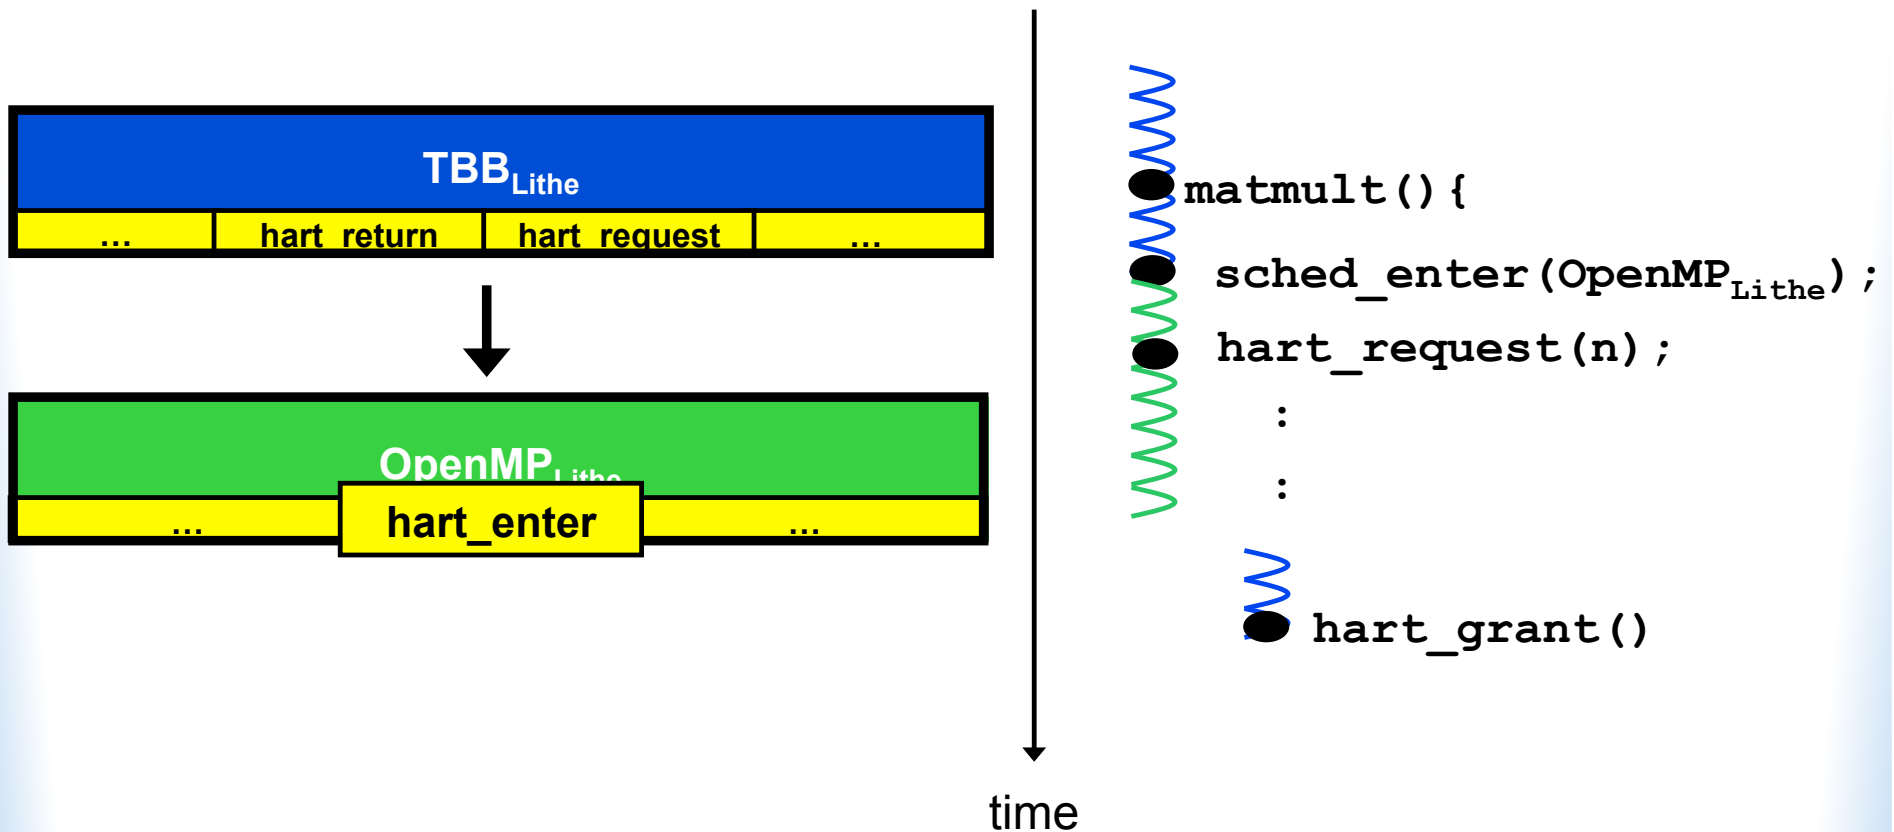 TBBLithe
... hart_return hart_request ...
OpenMPLithe
... hart_enter ...
matmult(){
sched_enter(OpenMPLithe);
hart_request(n);
:
:
hart_grant()
time